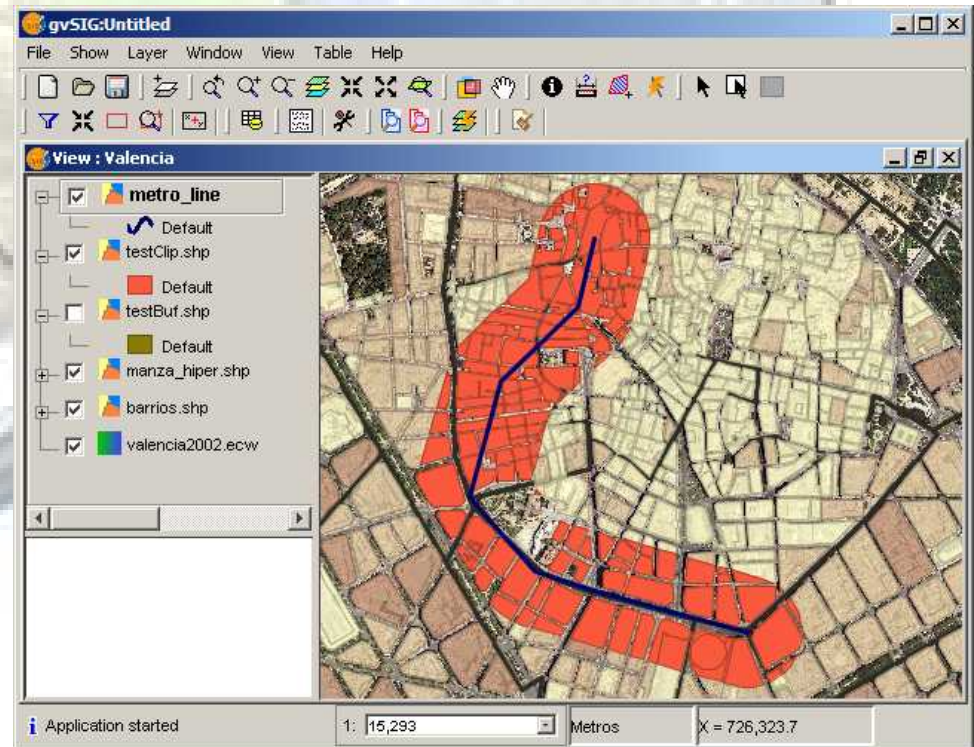 gvSIG:Untitled
File Show Layer Window View Table Help
View : Valencia
metro_line
Default
testClip.shp
Default
testBuf.shp
Default
manza_hiper.shp
barrios.shp
valencia2002.ecw
Application started 1: 15,293 Metros X = 726,323.7